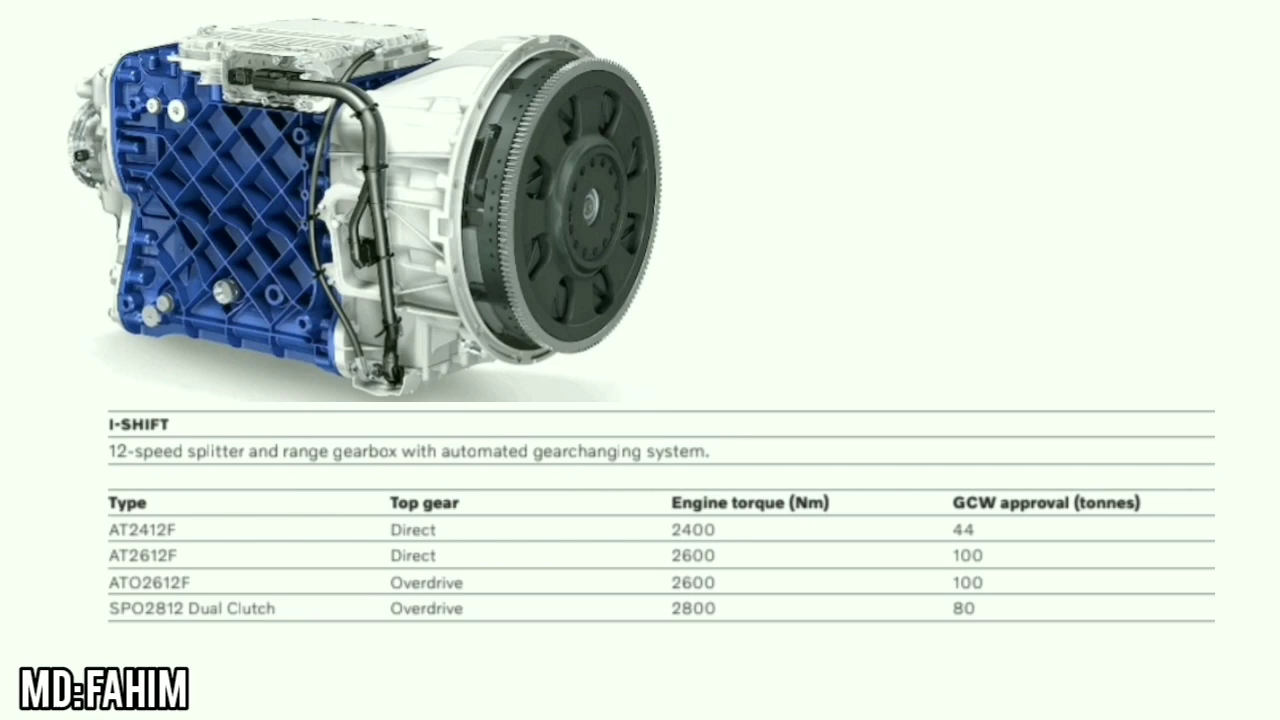 I-SHIFT
12-speed splitter and range gearbox with automated gearchanging system.
Type Top gear Engine torque (Nm) GCW approval (tonnes)
AT2412F Direct 2400 44
AT2612F Direct 2600 100
ATO2612F Overdrive 2600 100
SPO2812 Dual Clutch Overdrive 2800 80
MD:FAHIM